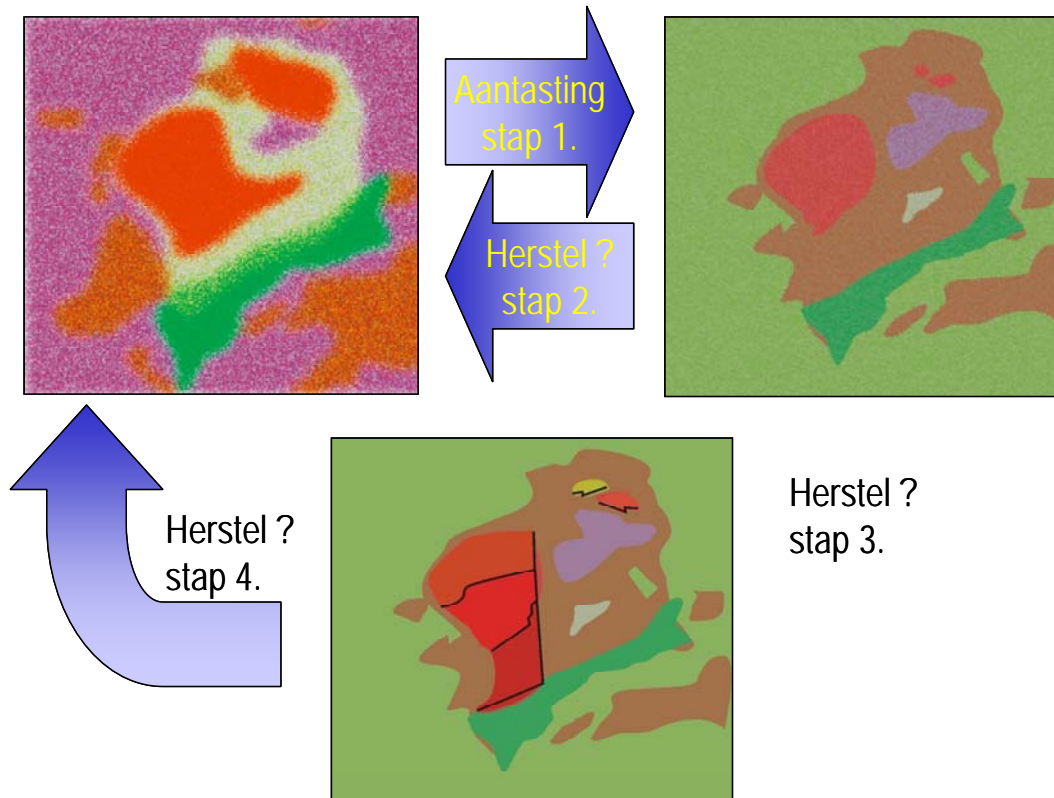 Aantasting
stap 1.
Herstel ?
stap 2.
Herstel ?
stap 3.
Herstel ?
stap 4.